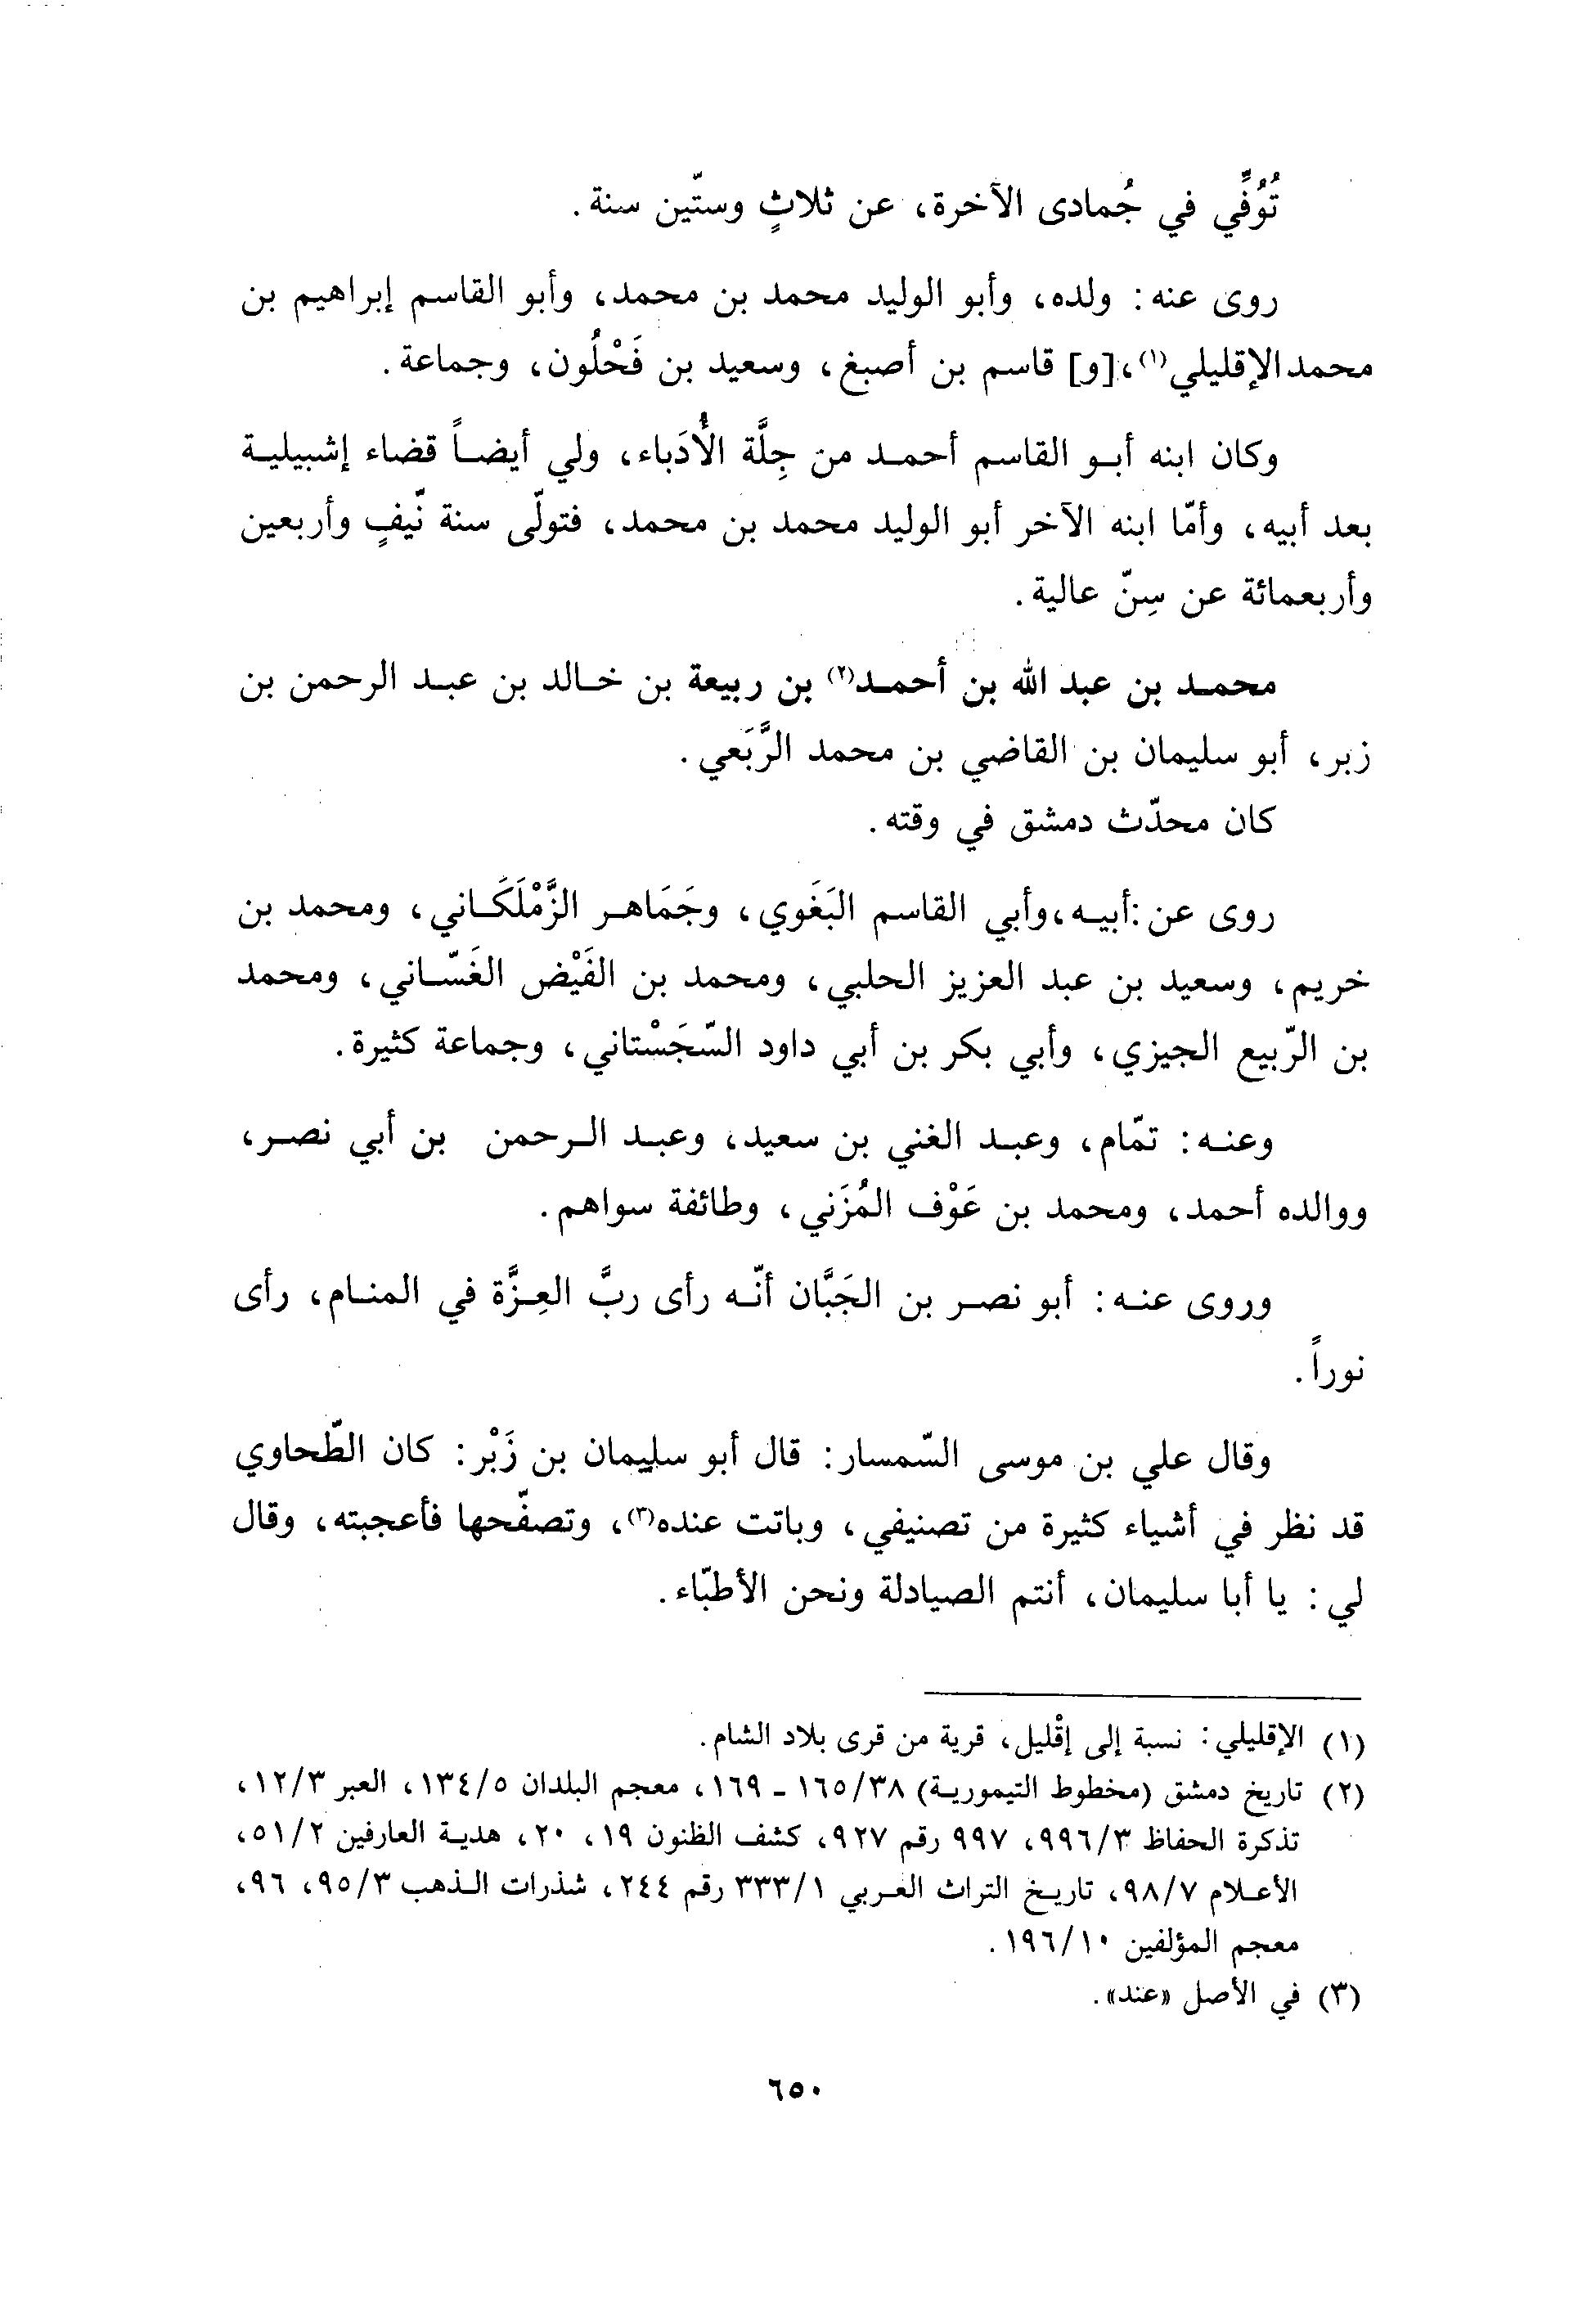 تُوُفِّي في جُمادى الآخرة، عن ثلاثٍ وستّين سنة.
روى عنه: ولده، وأبو الوليد محمد بن محمد، وأبو القاسم إبراهيم بن
محمد الإقليلي(١)،[و] قاسم بن أصبغ، وسعيد بن فَحْلُون، وجماعة.
وكان ابنه أبو القاسم أحمد من جِلَّة الأُدَباء، ولي أيضاً قضاء إشبيلية
بعد أبيه، وأمّا ابنه الآخر أبو الوليد محمد بن محمد، فتولّى سنة نّيفٍ وأربعين
وأربعمائة عن سِنّ عالية.
محمد بن عبد الله بن أحمد(٢) بن ربيعة بن خالد بن عبد الرحمن بن
زبر، أبو سليمان بن القاضي بن محمد الرَّبَعي.
كان محدّث دمشق في وقته.
روى عن:أبيه،وأبي القاسم البَغَوي، وجَمَاهر الزَّمْلَكَاني، ومحمد بن
خريم، وسعيد بن عبد العزيز الحلبي، ومحمد بن الفَيْض الغَسّاني، ومحمد
بن الرّبيع الجيزي، وأبي بكر بن أبي داود السّجَسْتاني، وجماعة كثيرة.
وعنه: تمّام، وعبد الغني بن سعيد، وعبد الرحمن بن أبي نصر،
ووالده أحمد، ومحمد بن عَوْف المُزَني، وطائفة سواهم.
وروى عنه: أبو نصر بن الجَبَّان أنّه رأى ربَّ العِزَّة في المنام، رأى
نوراً.
وقال علي بن موسى السّمسار: قال أبو سليمان بن زَبْر: كان الطّحاوي
قد نظر في أشياء كثيرة من تصنيفي، وباتت عنده(٣)، وتصفّحها فأعجبته، وقال
لي: يا أبا سليمان، أنتم الصيادلة ونحن الأطبّاء.
(١) الإقليلي: نسبة إلى إقْليل، قرية من قرى بلاد الشام.
(٢) تاريخ دمشق (مخطوط التيمورية) ١٦٥/٣٨ ـ ١٦٩، معجم البلدان ١٣٤/٥، العبر ١٢/٣،
تذكرة الحفاظ ٩٩٦/٣، ٩٩٧ رقم ٩٢٧، كشف الظنون ١٩، ٢٠، هدية العارفين ٥١/٢،
الأعلام ٩٨/٧، تاريخ التراث العربي ٣٣٣/١ رقم ٢٤٤، شذرات الذهب ٩٥/٣، ٩٦،
معجم المؤلفين ١٩٦/١٠.
(٣) في الأصل «عند».
٦٥٠